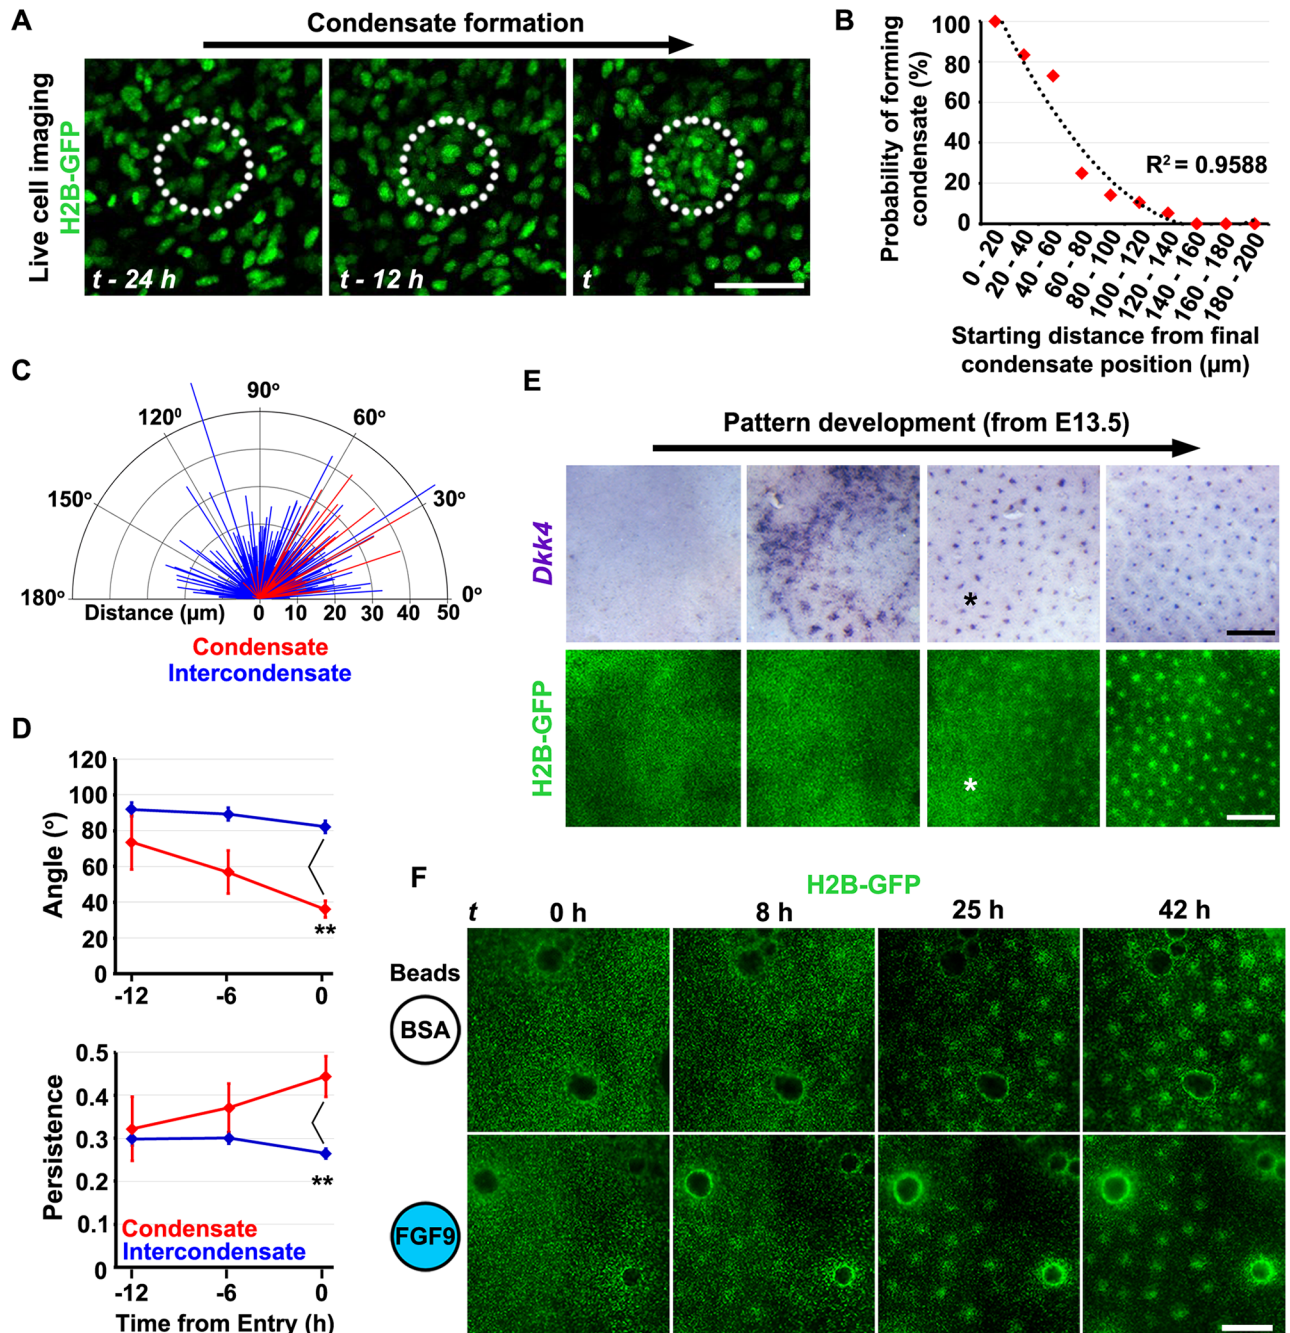 A
Condensate formation
Live cell imaging
H2B-GFP
t - 24 h
t - 12 h
t
B
Probability of forming
condensate (%)
100
80
60
40
20
0
R² = 0.9588
0 - 20
20 - 40
40 - 60
60 - 80
80 - 100
100 - 120
120 - 140
140 - 160
160 - 180
180 - 200
Starting distance from final
condensate position (µm)
C
90°
120⁰
60°
150°
30°
180°
0°
Distance (µm)
0
10
20
30
40
50
Condensate
Intercondensate
D
120
100
80
60
40
20
0
Angle (°)
**
-12
-6
0
0.5
0.4
0.3
0.2
0.1
0
Persistence
**
Condensate
Intercondensate
-12
-6
0
Time from Entry (h)
E
Pattern development (from E13.5)
Dkk4
*
H2B-GFP
*
F
H2B-GFP
t
0 h
8 h
25 h
42 h
Beads
BSA
FGF9